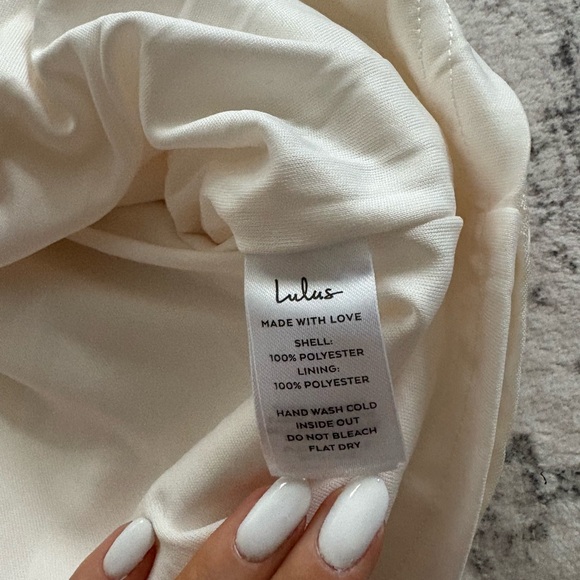 Lulus
MADE WITH LOVE
SHELL:
100% POLYESTER
LINING:
100% POLYESTER
HAND WASH COLD
INSIDE OUT
DO NOT BLEACH
FLAT DRY